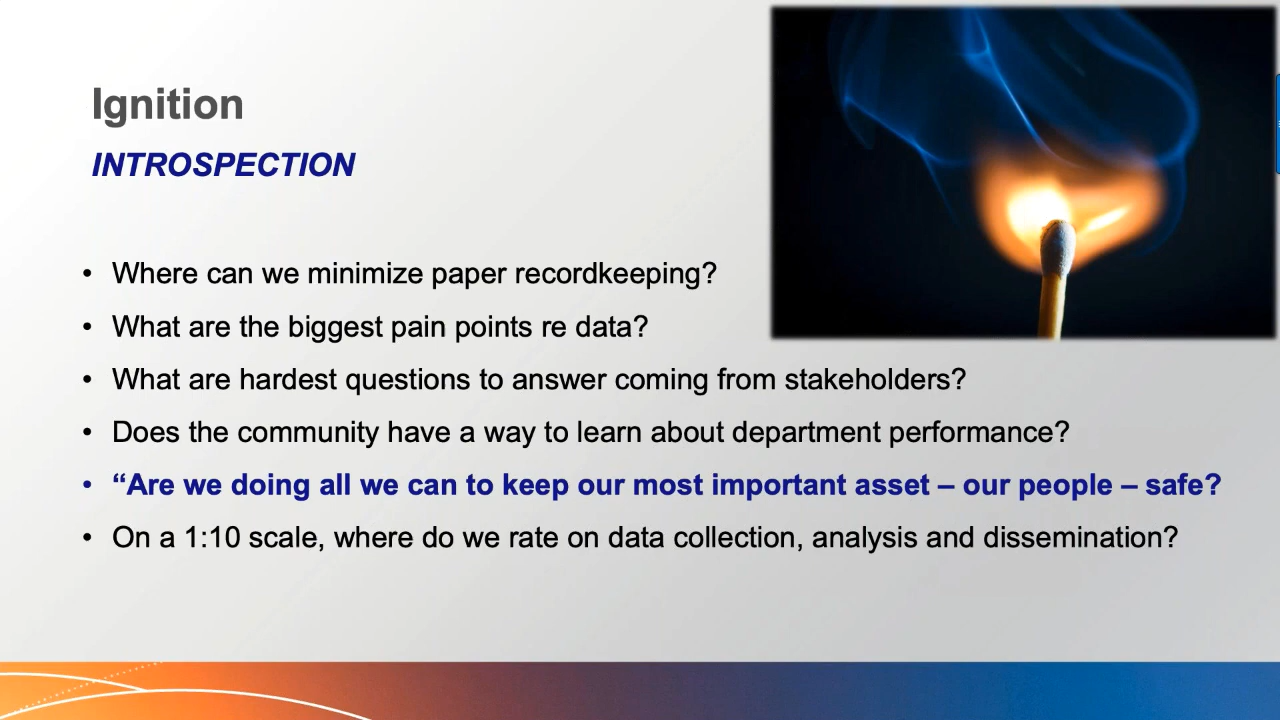 Ignition
INTROSPECTION
• Where can we minimize paper recordkeeping?
• What are the biggest pain points re data?
• What are hardest questions to answer coming from stakeholders?
• Does the community have a way to learn about department performance?
• “Are we doing all we can to keep our most important asset – our people – safe?
• On a 1:10 scale, where do we rate on data collection, analysis and dissemination?